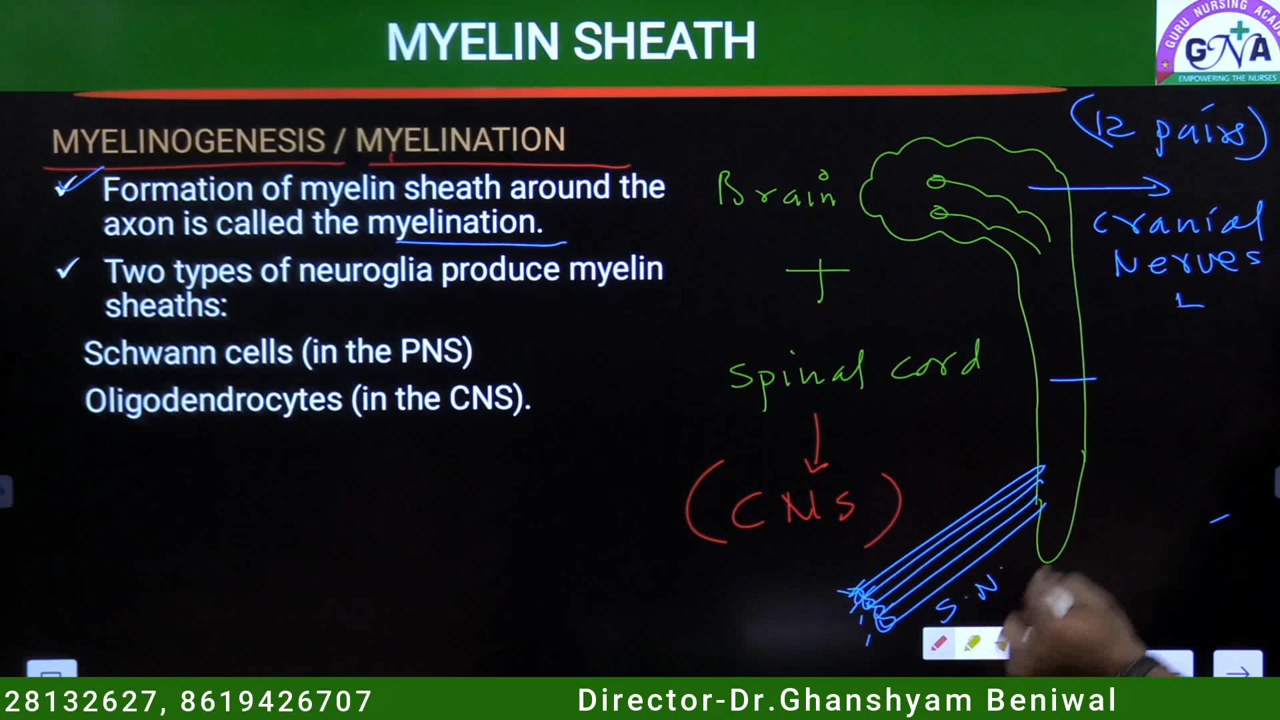 MYELIN SHEATH
GURU NURSING ACA
GNA
EMPOWERING THE NURSES
MYELINOGENESIS / MYELINATION
✓ Formation of myelin sheath around the
axon is called the myelination.
✓ Two types of neuroglia produce myelin
sheaths:
Schwann cells (in the PNS)
Oligodendrocytes (in the CNS).
(12 pairs)
Brain
Cranial
Nerves
+
Spinal cord
(CNS)
S.N.
28132627, 8619426707
Director-Dr.Ghanshyam Beniwal